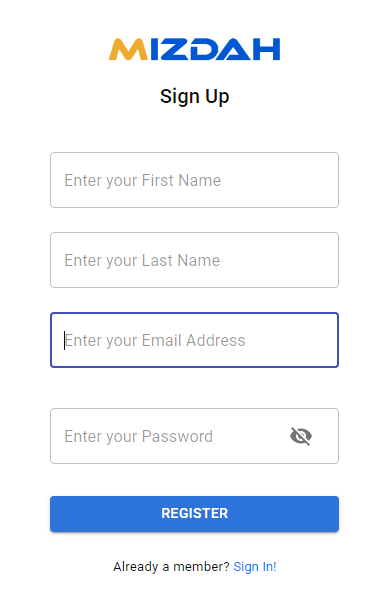 MIZDAH
Sign Up
Enter your First Name
Enter your Last Name
Enter your Email Address
Enter your Password
REGISTER
Already a member? Sign In!